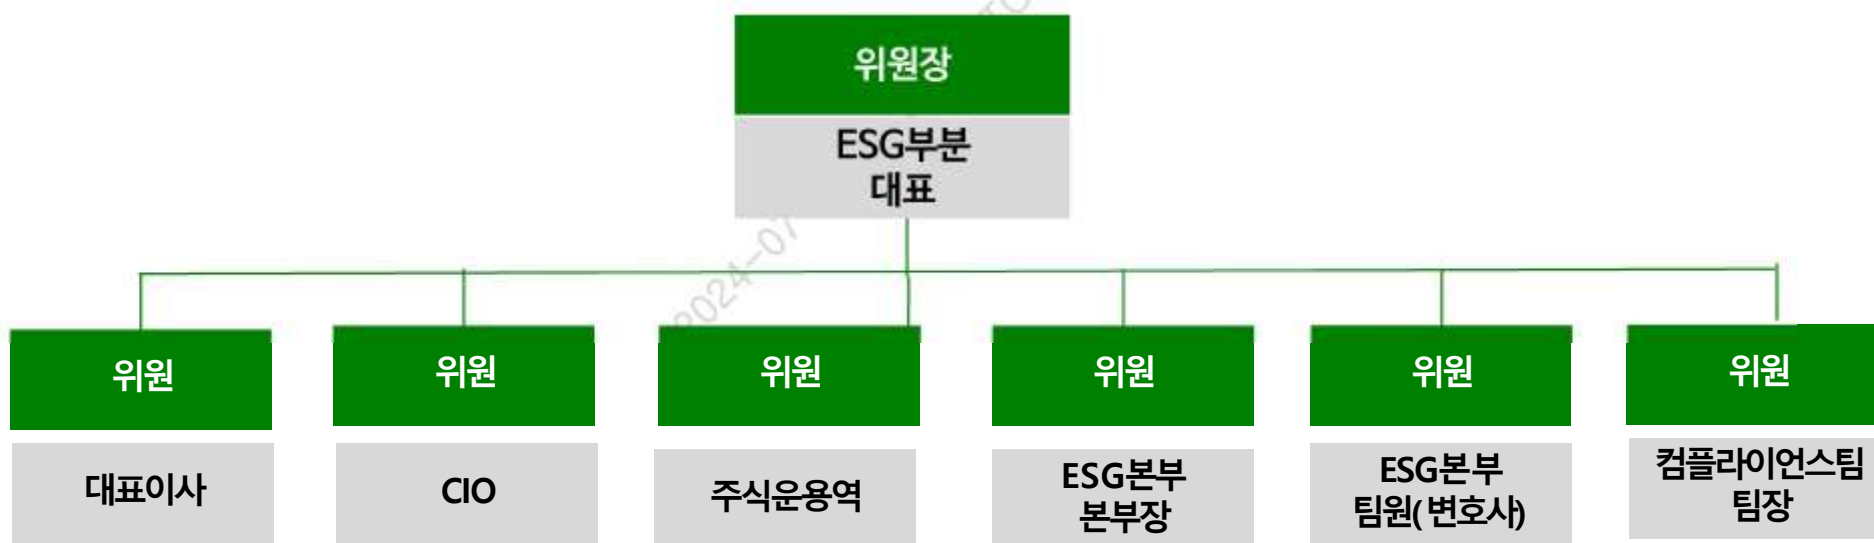 위원장
ESG부분
대표
2024-07
위원
위원
위원
위원
위원
위원
대표이사
CIO
주식운용역
ESG본부
본부장
ESG본부
팀원(변호사)
컴플라이언스팀
팀장